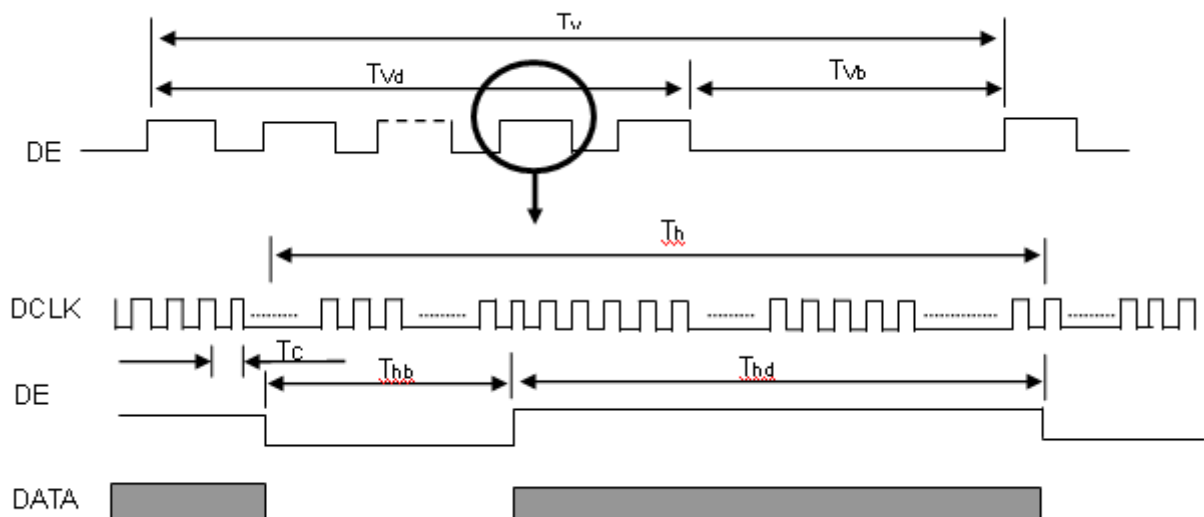 Tv
Tvd
Tvb
DE
Th
DCLK
Tc
Thb
Thd
DE
DATA